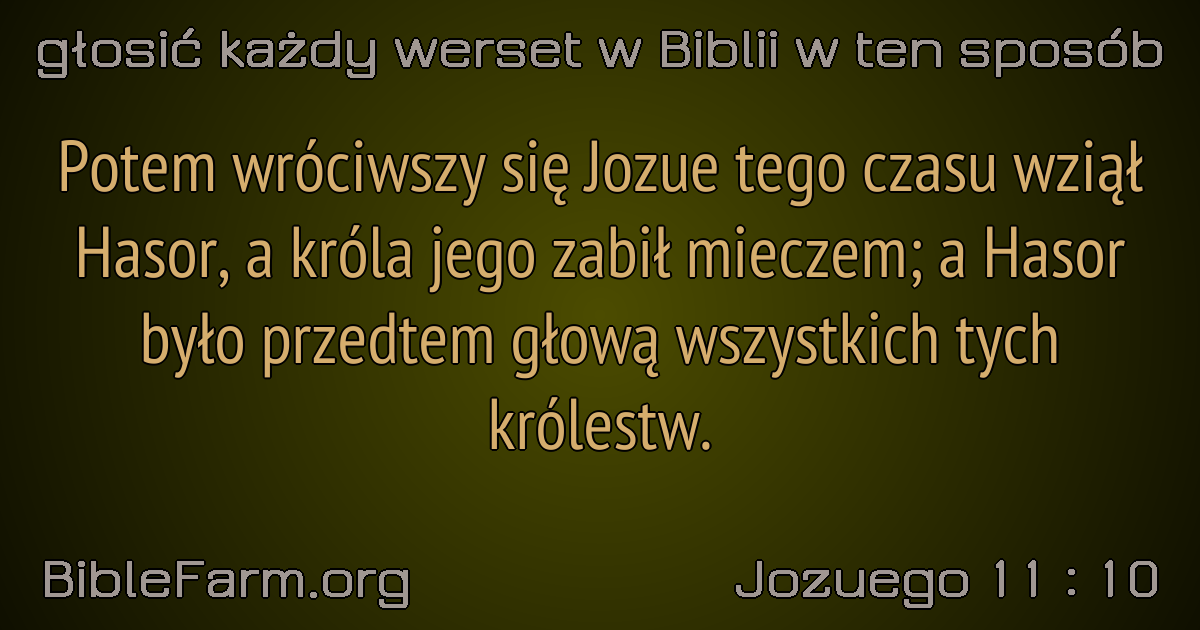 głosić każdy werset w Biblii w ten sposób
Potem wróciwszy się Jozue tego czasu wziął
Hasor, a króla jego zabił mieczem; a Hasor
było przedtem głową wszystkich tych
królestw.
BibleFarm.org
Jozuego 11 : 10